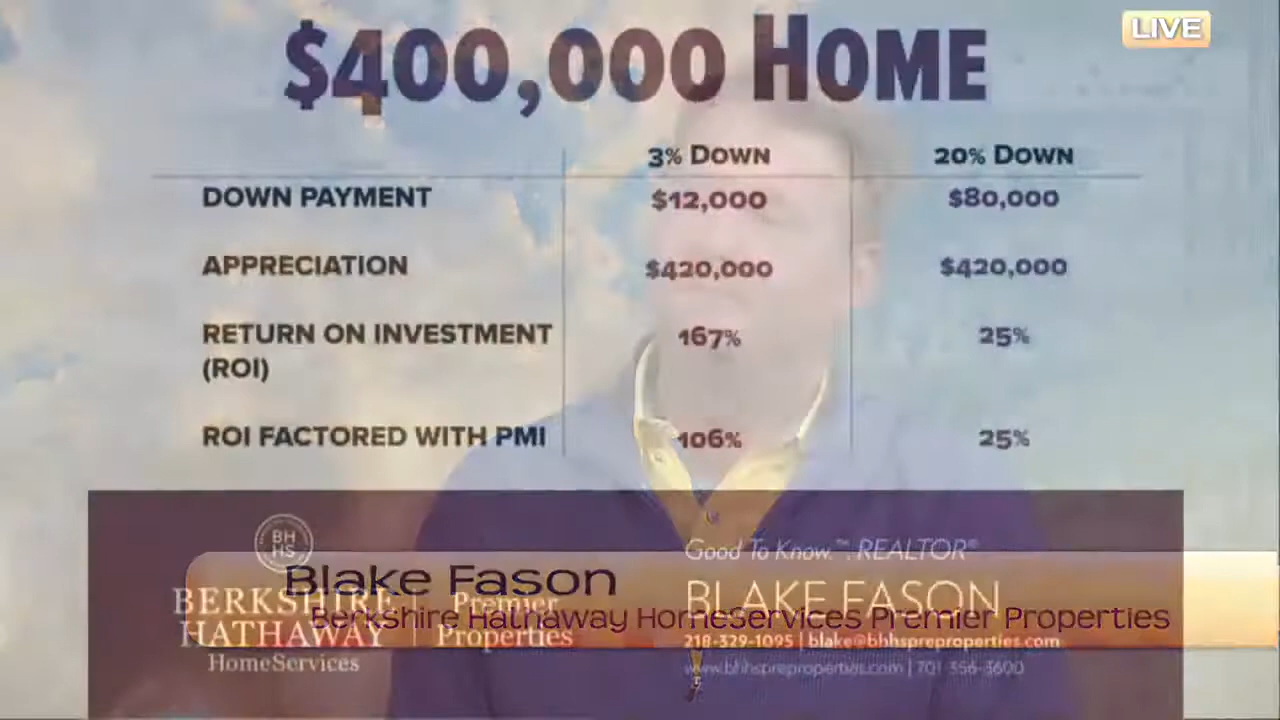 LIVE
$400,000 HOME
3% DOWN 20% DOWN
DOWN PAYMENT $12,000 $80,000
APPRECIATION $420,000 $420,000
RETURN ON INVESTMENT (ROI) 167% 25%
ROI FACTORED WITH PMI 106% 25%
BH
HS
BERKSHIRE
HATHAWAY
HomeServices
Premier
Properties
Good To Know.™ REALTOR®
BLAKE FASON
218-329-1095 | blake@bhhspreproperties.com
www.bhhspreproperties.com | 701-356-3600
Blake Fason
Berkshire Hathaway HomeServices Premier Properties